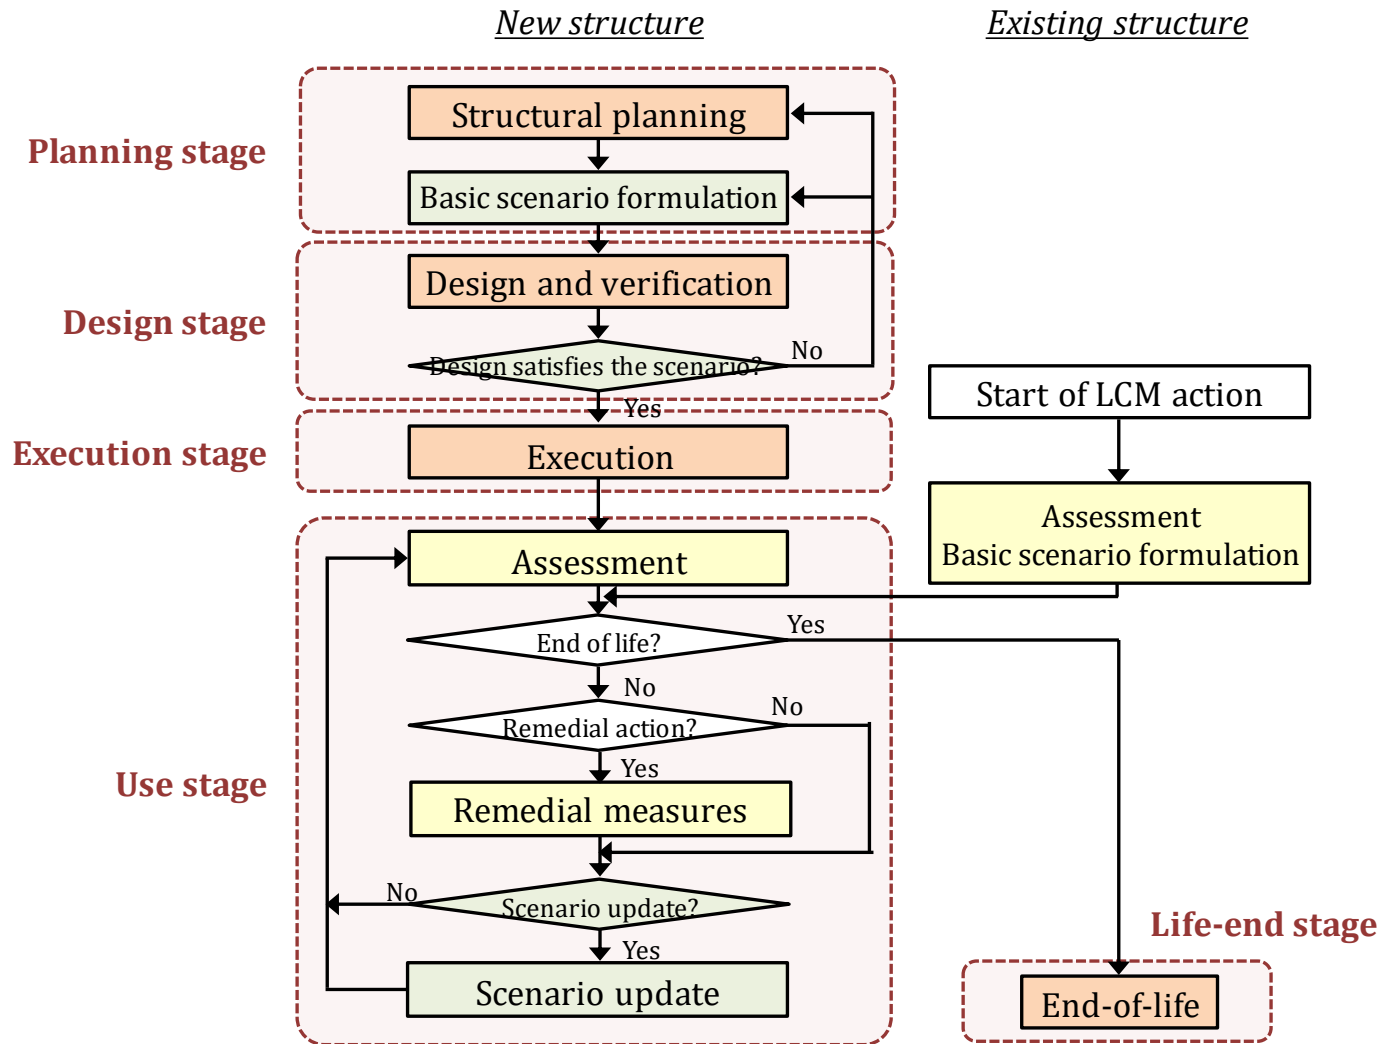 New structure
Existing structure
Planning stage
Structural planning
Basic scenario formulation
Design stage
Design and verification
Design satisfies the scenario?
No
Yes
Start of LCM action
Execution stage
Execution
Assessment
Basic scenario formulation
Use stage
Assessment
End of life?
Yes
No
Remedial action?
No
Yes
Remedial measures
Scenario update?
No
Yes
Scenario update
Life-end stage
End-of-life